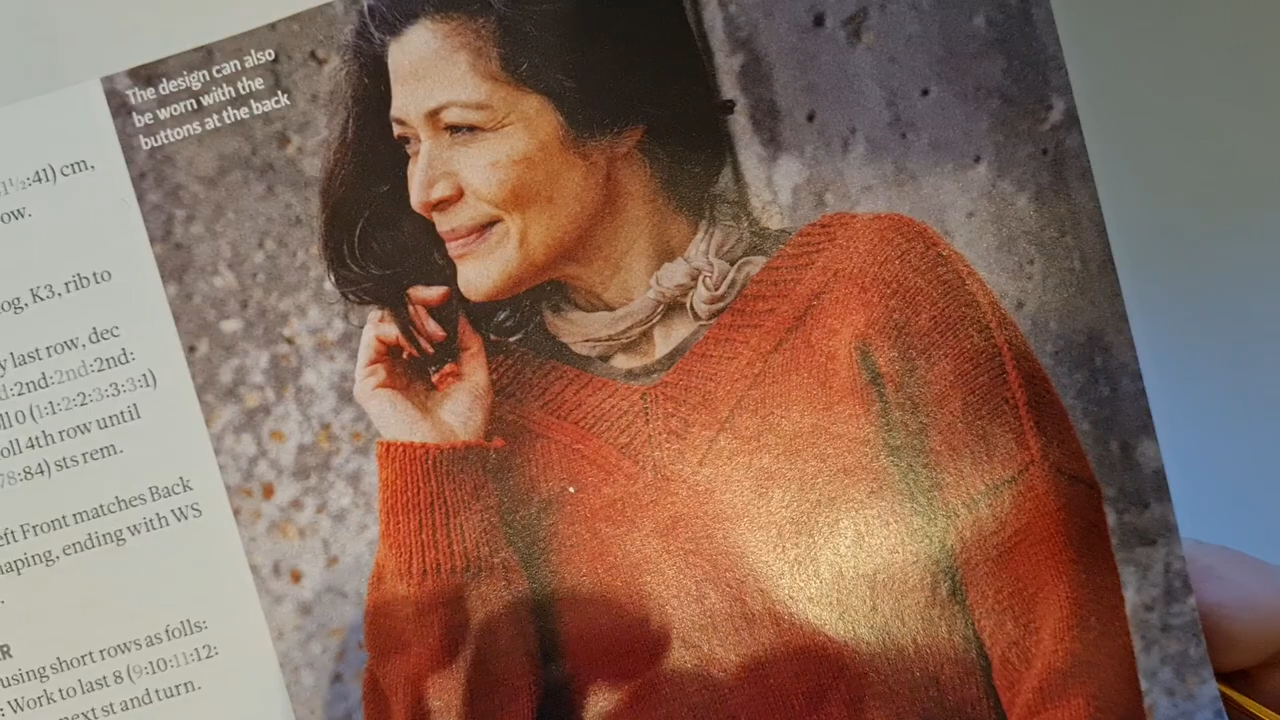 The design can also
be worn with the
buttons at the back
1½:41) cm,
ow.
og, K3, rib to
y last row, dec
d:2nd:2nd:2nd:
ll 0 (1:1:2:2:3:3:3:1)
oll 4th row until
78:84) sts rem.
eft Front matches Back
haping, ending with WS
.
R
using short rows as folls:
: Work to last 8 (9:10:11:12:
next st and turn.